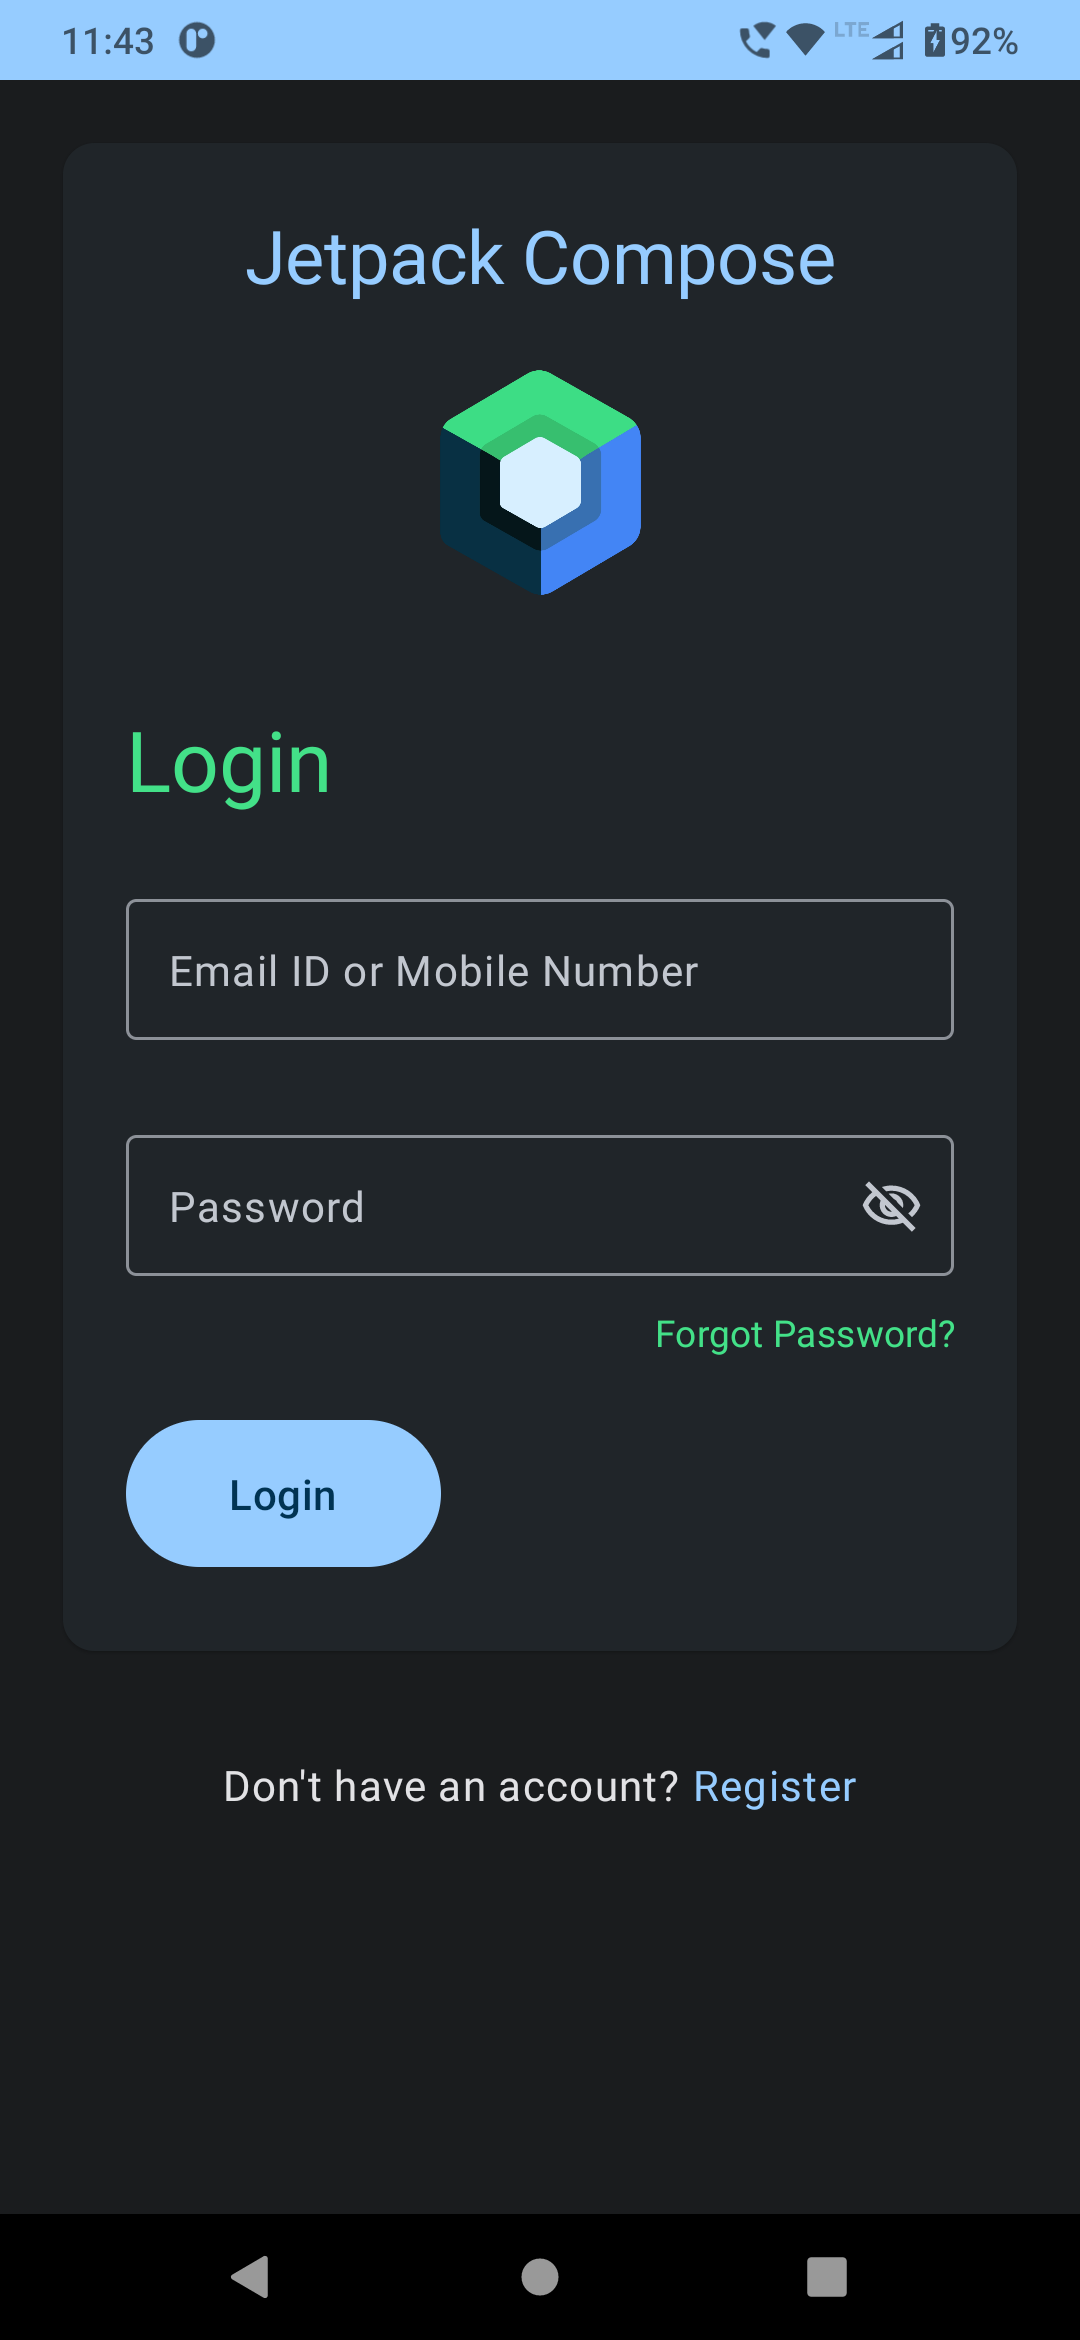 11:43 LTE 92%
Jetpack Compose
Login
Email ID or Mobile Number
Password
Forgot Password?
Login
Don't have an account? Register